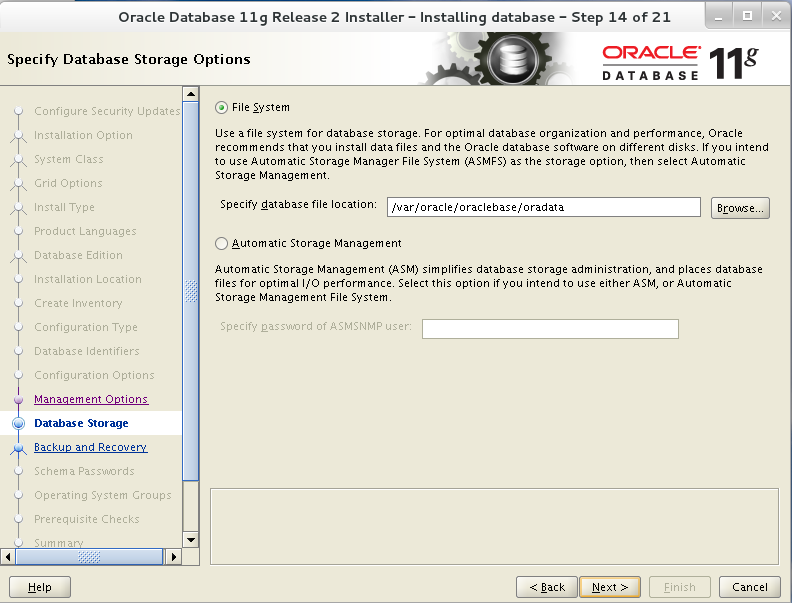 Oracle Database 11g Release 2 Installer - Installing database - Step 14 of 21
Specify Database Storage Options
ORACLE
DATABASE 11g
Configure Security Updates
Installation Option
System Class
Grid Options
Install Type
Product Languages
Database Edition
Installation Location
Create Inventory
Configuration Type
Database Identifiers
Configuration Options
Management Options
Database Storage
Backup and Recovery
Schema Passwords
Operating System Groups
Prerequisite Checks
Summary
File System
Use a file system for database storage. For optimal database organization and performance, Oracle
recommends that you install data files and the Oracle database software on different disks. If you intend
to use Automatic Storage Manager File System (ASMFS) as the storage option, then select Automatic
Storage Management.
Specify database file location: /var/oracle/oraclebase/oradata Browse...
Automatic Storage Management
Automatic Storage Management (ASM) simplifies database storage administration, and places database
files for optimal I/O performance. Select this option if you intend to use either ASM, or Automatic
Storage Management File System.
Specify password of ASMSNMP user:
Help < Back Next > Finish Cancel